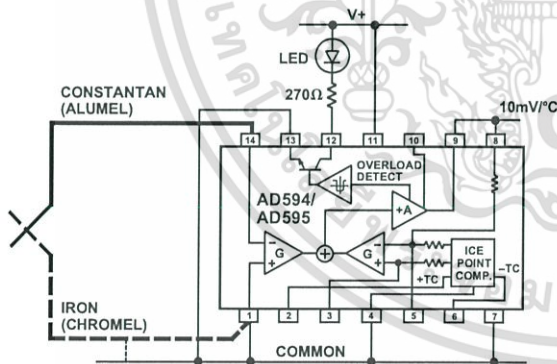 V+
LED
CONSTANTAN
(ALUMEL)
270Ω
10mV/°C
14 13 12 11 10 9 8
OVERLOAD
DETECT
AD594/
AD595
+A
G
G
ICE
POINT
COMP.
+TC
–TC
IRON
(CHROMEL)
1 2 3 4 5 6 7
COMMON